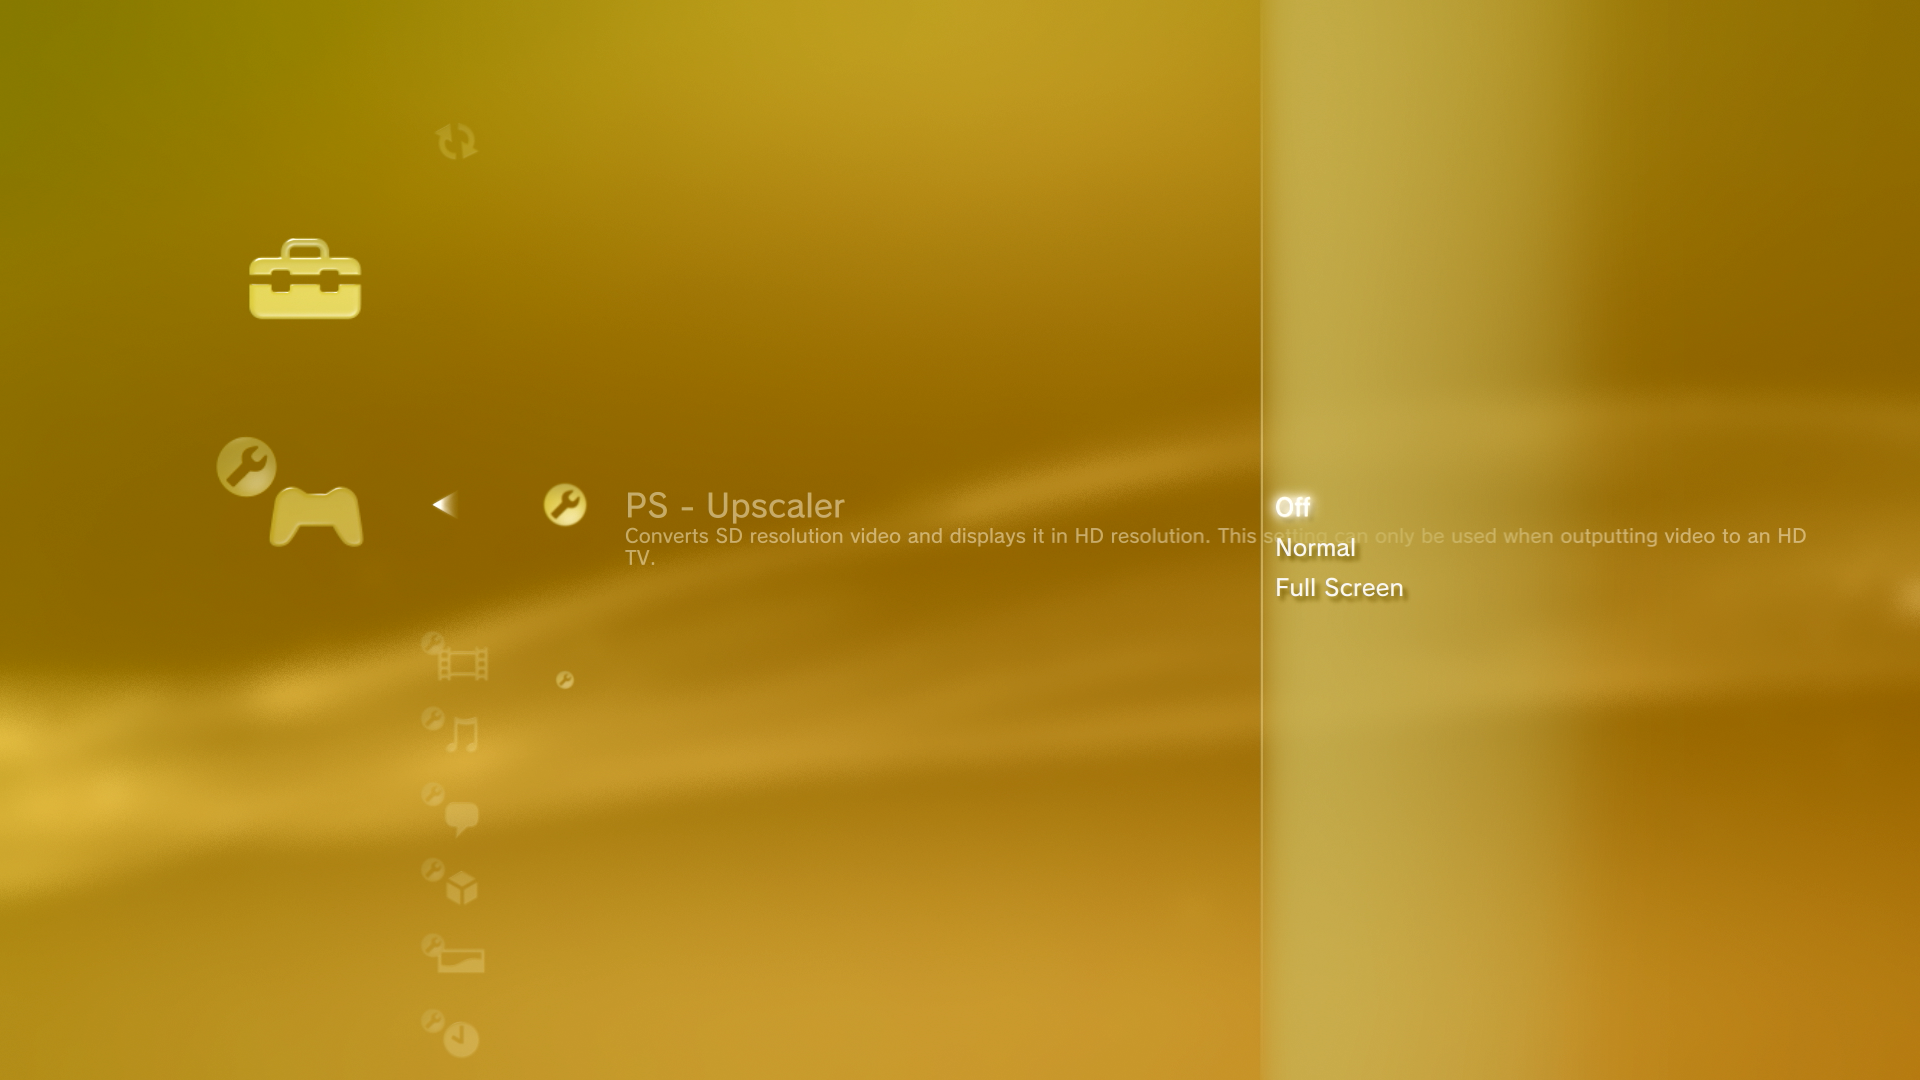 PS - Upscaler
Converts SD resolution video and displays it in HD resolution. This setting can only be used when outputting video to an HD
TV.
Off
Normal
Full Screen